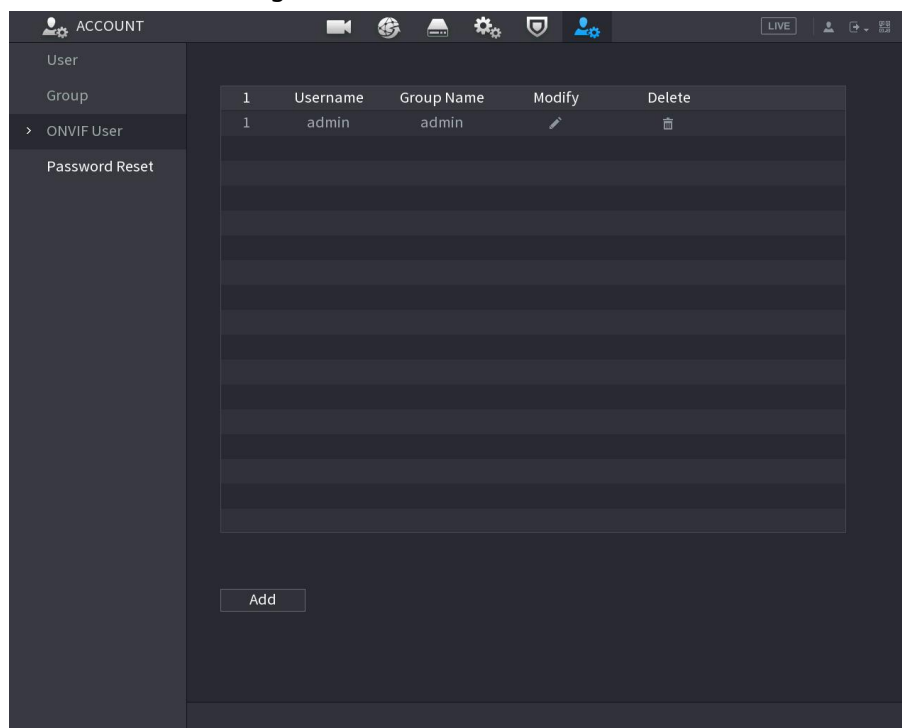 ACCOUNT
LIVE
User
Group
ONVIF User
Password Reset
1 Username Group Name Modify Delete
1 admin admin
Add